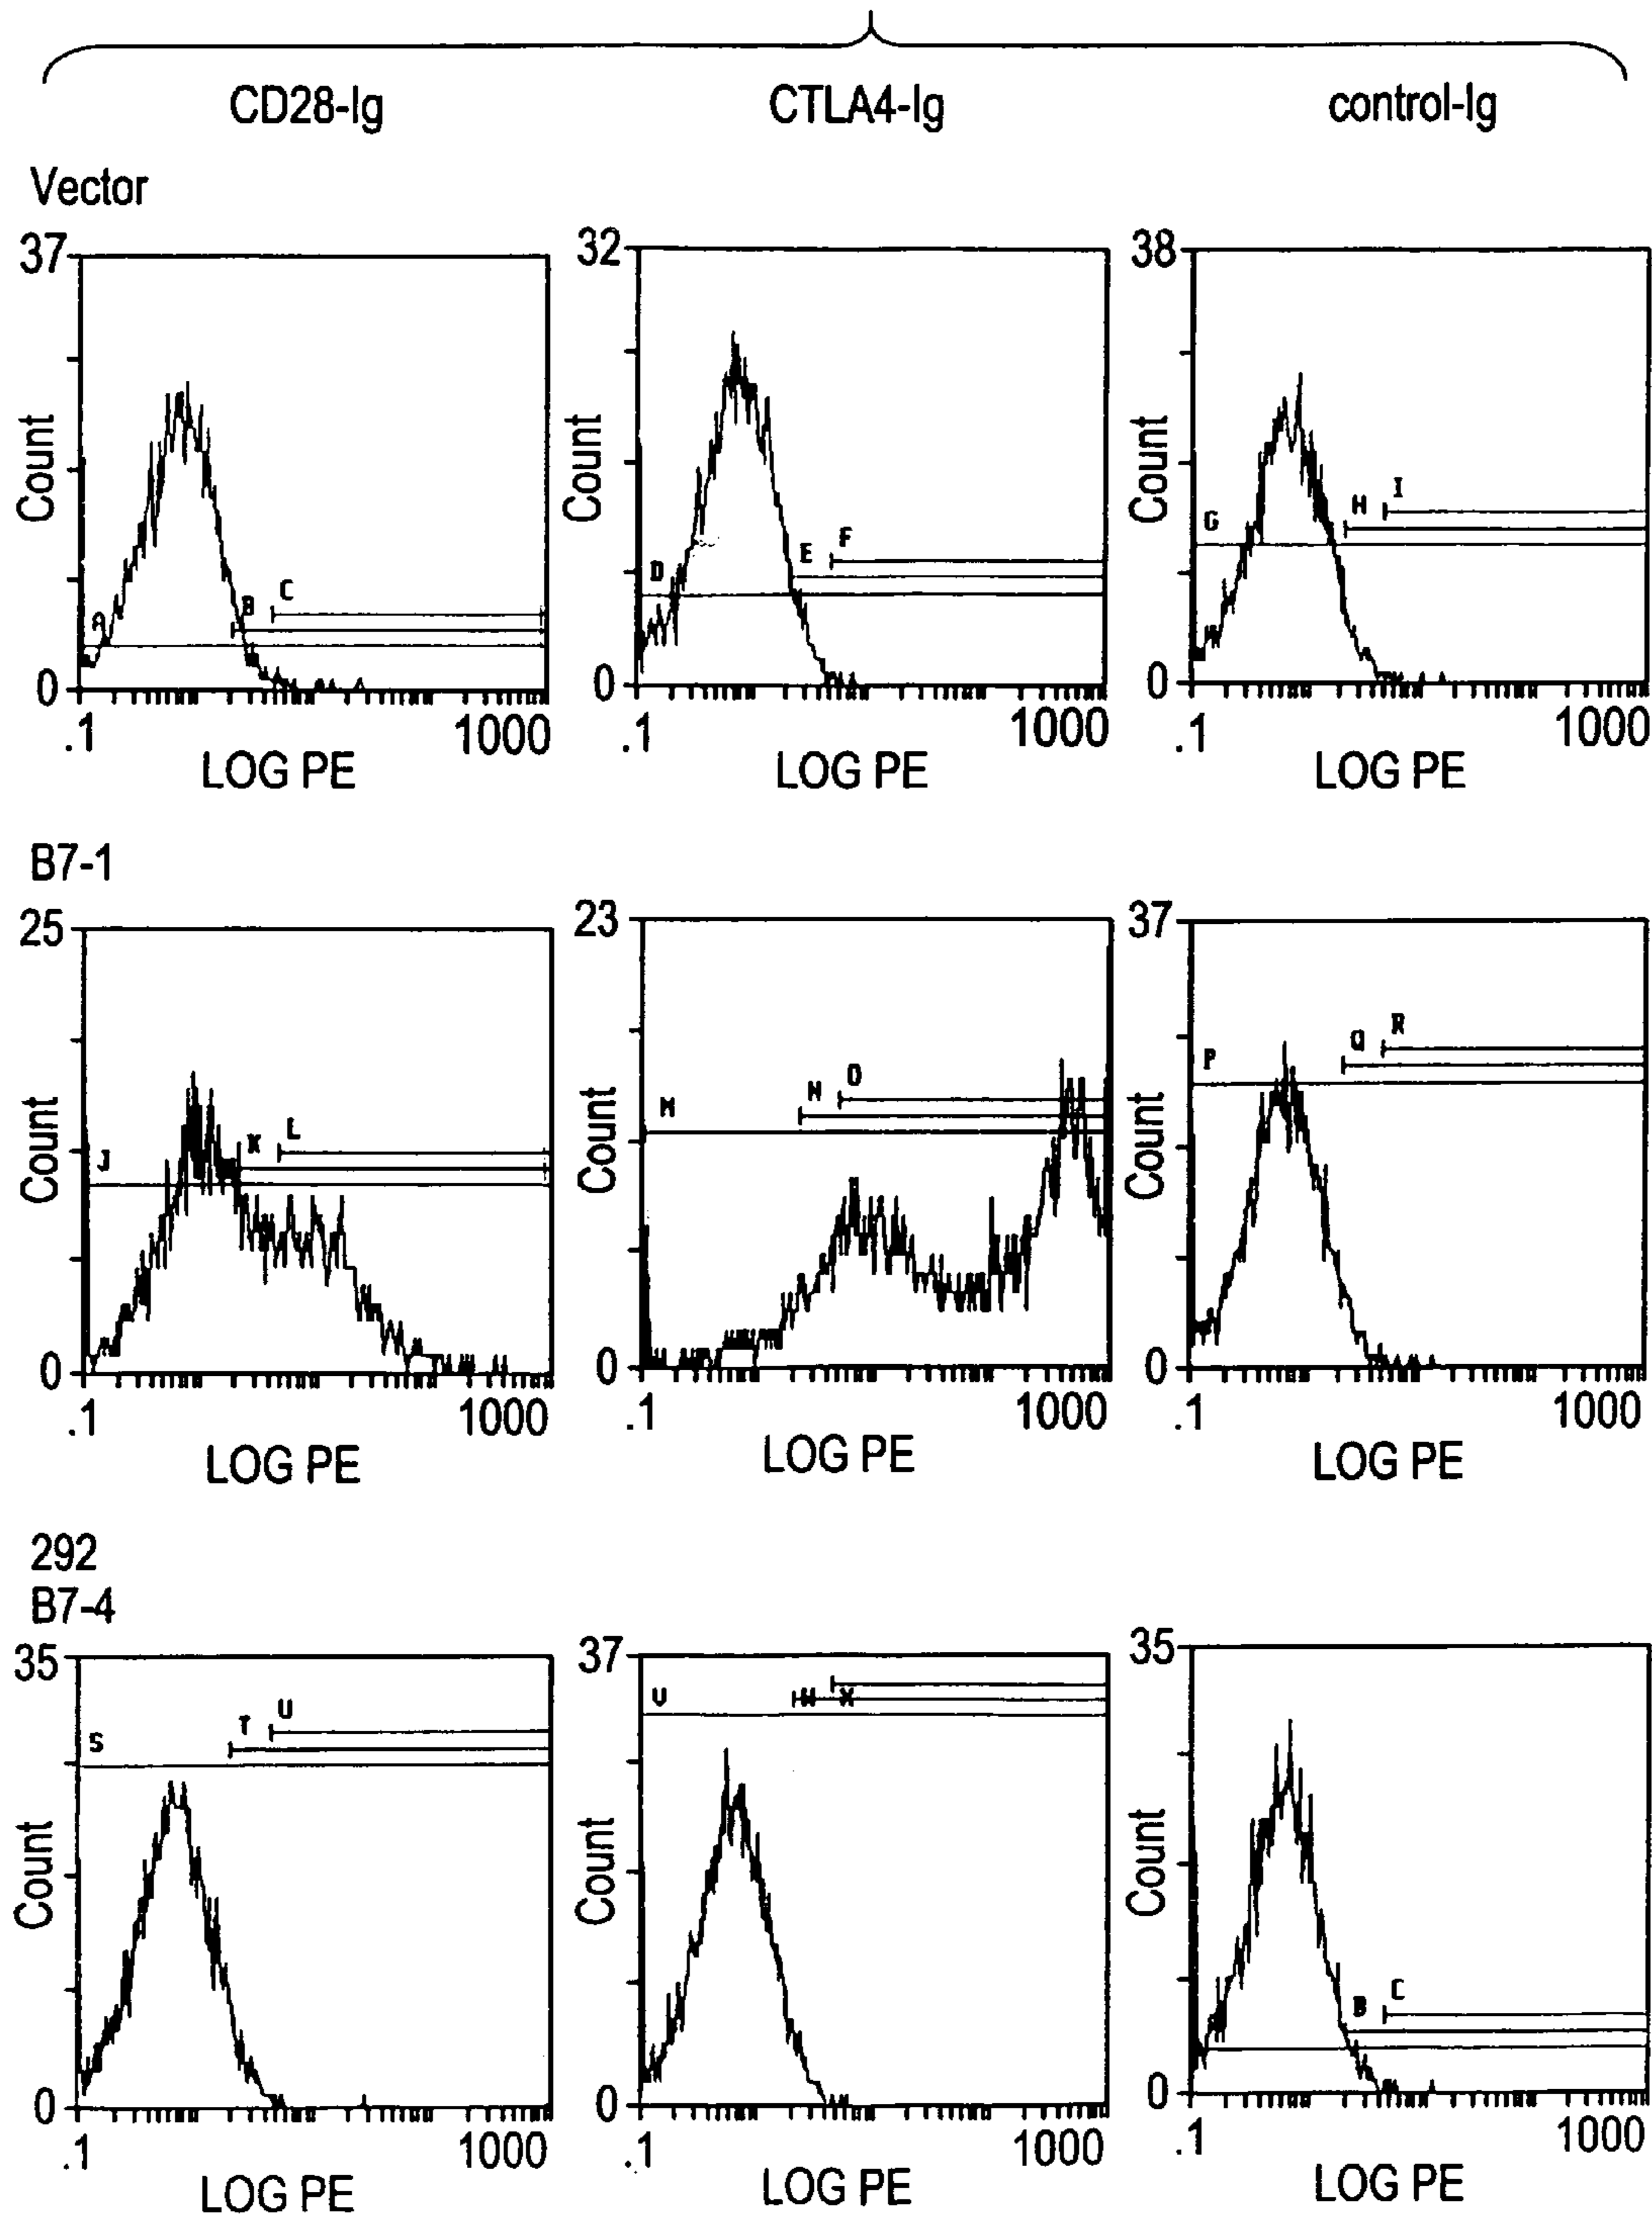 CD28-Ig CTLA4-Ig control-Ig
Vector
37 32 38
Count Count Count
A B C D E F G H I
0 0 0
.1 1000 .1 1000 .1 1000
LOG PE LOG PE LOG PE
B7-1
25 23 37
Count Count Count
J K L M N O P Q R
0 0 0
.1 1000 .1 1000 .1 1000
LOG PE LOG PE LOG PE
292
B7-4
35 37 35
Count Count Count
S T U V W X B C
0 0 0
.1 1000 .1 1000 .1 1000
LOG PE LOG PE LOG PE